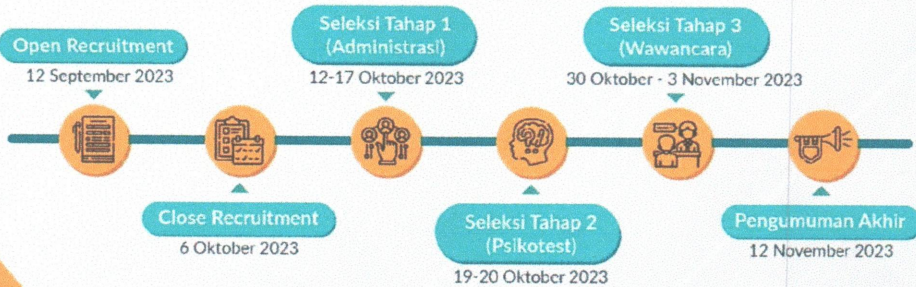 Open Recruitment
12 September 2023
Close Recruitment
6 Oktober 2023
Seleksi Tahap 1
(Administrasi)
12-17 Oktober 2023
Seleksi Tahap 2
(Psikotest)
19-20 Oktober 2023
Seleksi Tahap 3
(Wawancara)
30 Oktober - 3 November 2023
Pengumuman Akhir
12 November 2023